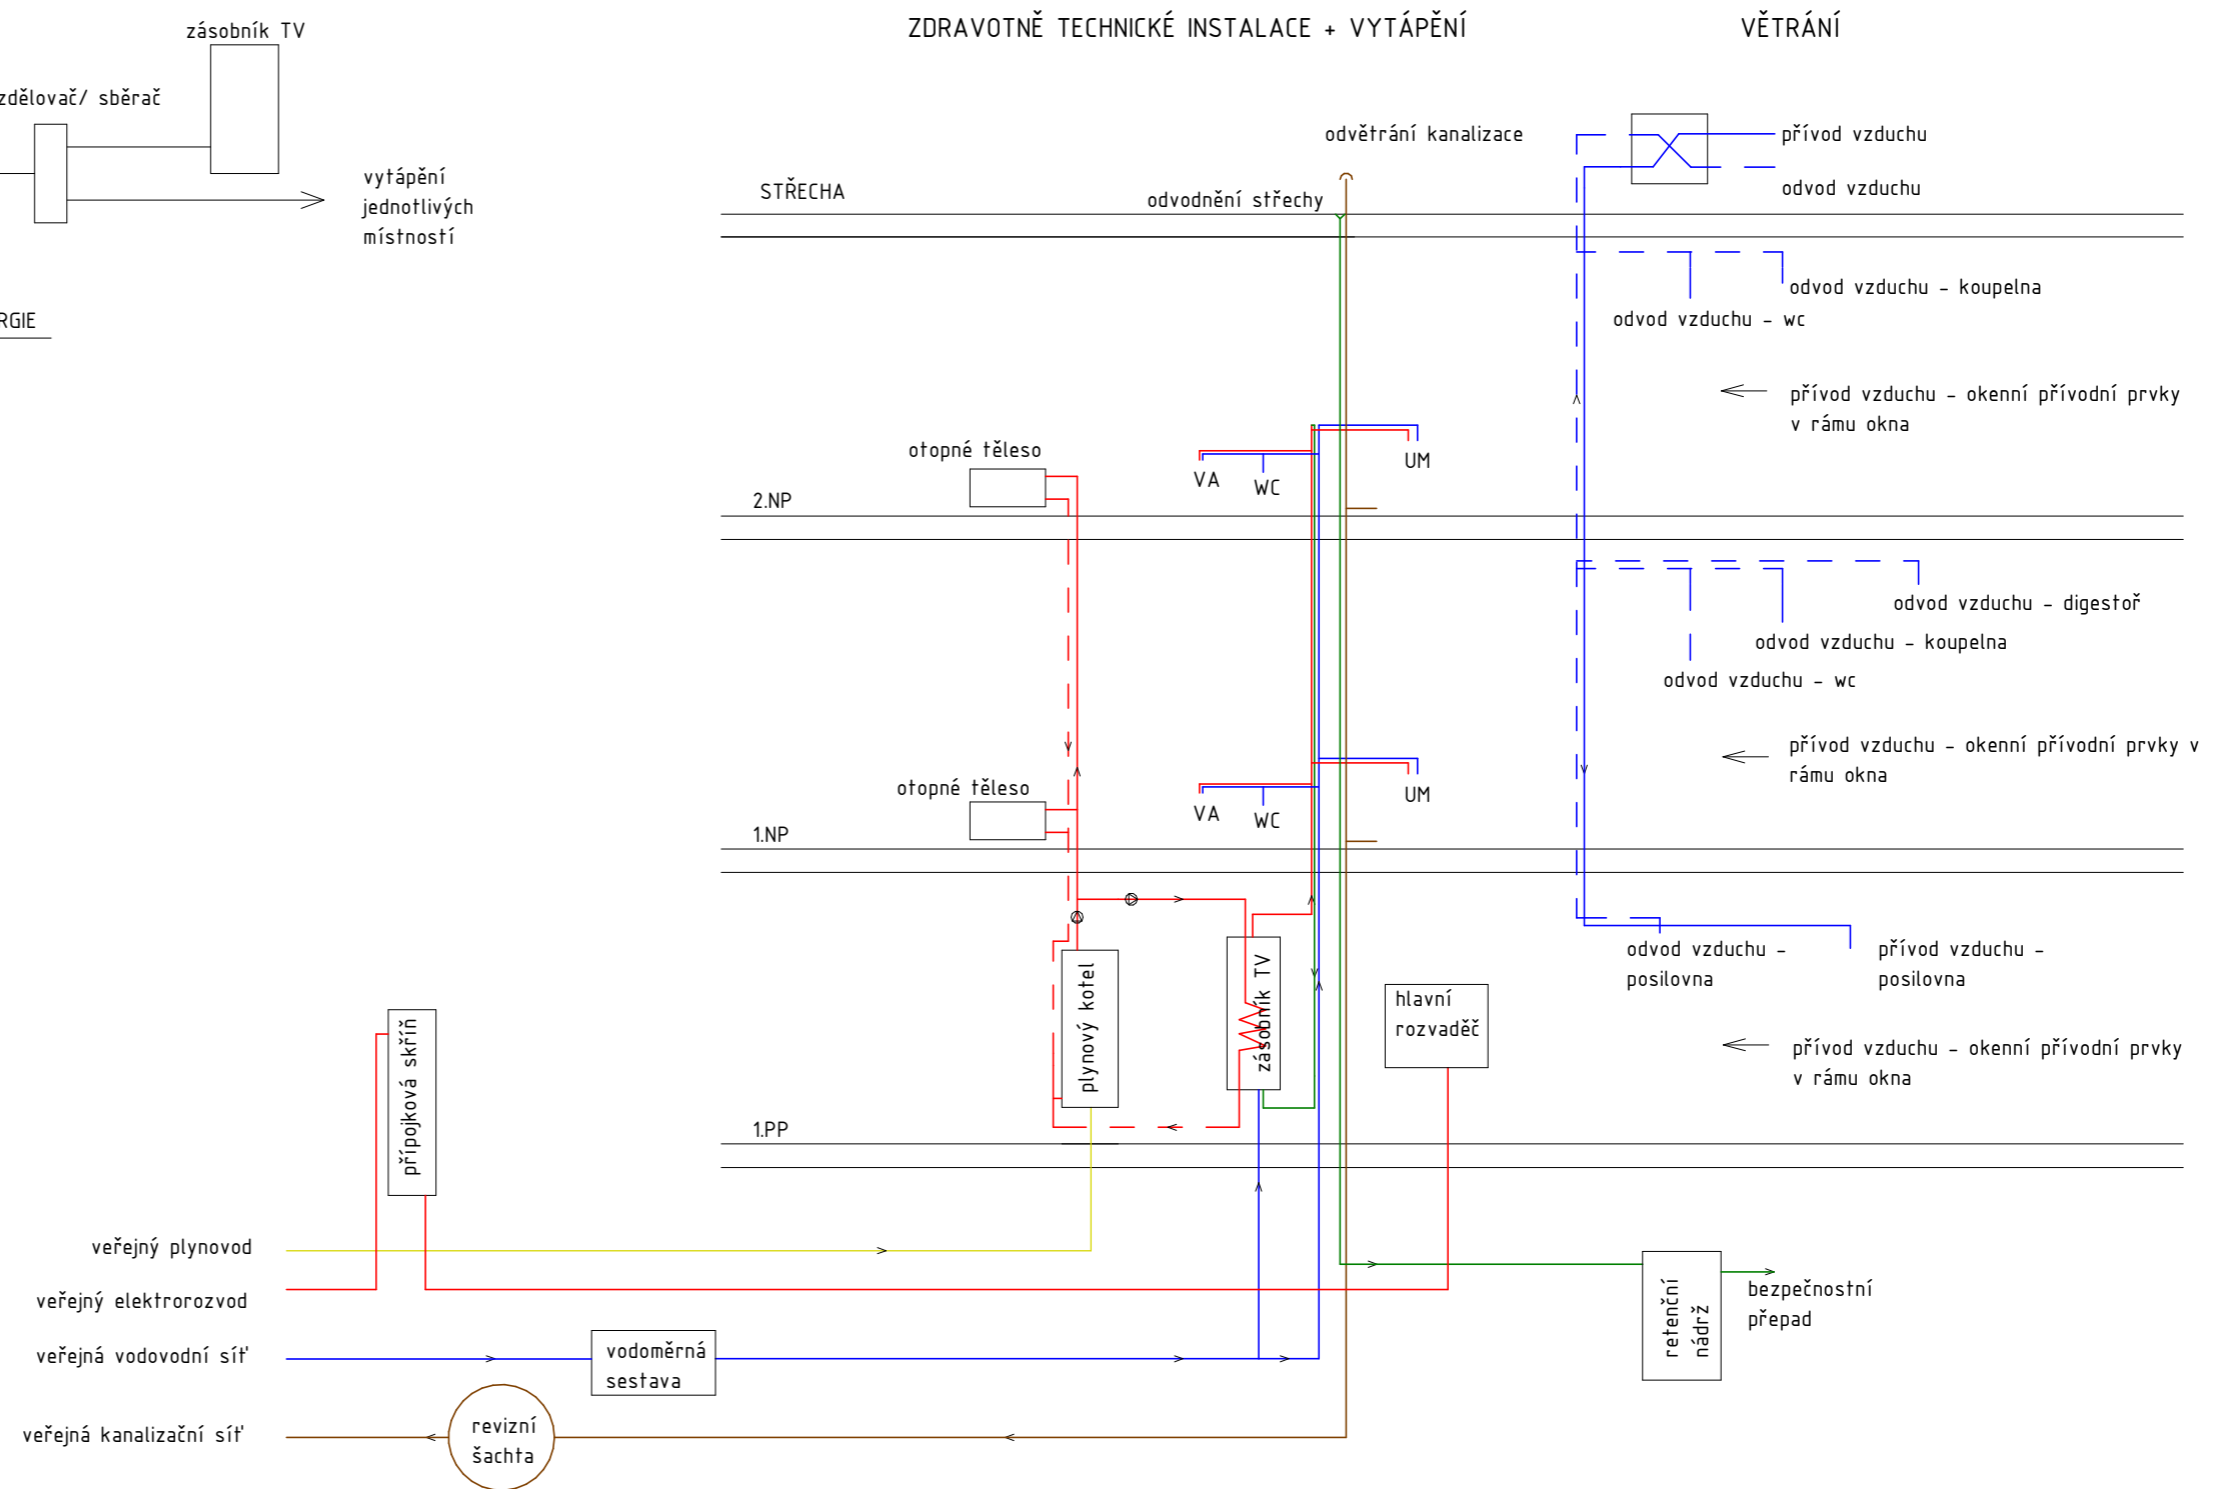 zásobník TV
zdělovač/ sběrač
vytápění
jednotlivých
místností
RGIE
ZDRAVOTNĚ TECHNICKÉ INSTALACE + VYTÁPĚNÍ
VĚTRÁNÍ
odvětrání kanalizace
přívod vzduchu
odvod vzduchu
STŘECHA
odvodnění střechy
odvod vzduchu - koupelna
odvod vzduchu - wc
přívod vzduchu - okenní přívodní prvky
v rámu okna
otopné těleso
VA
WC
UM
2.NP
odvod vzduchu - digestoř
odvod vzduchu - koupelna
odvod vzduchu - wc
přívod vzduchu - okenní přívodní prvky v
rámu okna
otopné těleso
VA
WC
UM
1.NP
odvod vzduchu -
posilovna
přívod vzduchu -
posilovna
plynový kotel
zásobník TV
hlavní
rozvaděč
přívod vzduchu - okenní přívodní prvky
v rámu okna
přípojková skříň
1.PP
veřejný plynovod
veřejný elektrorozvod
veřejná vodovodní síť
vodoměrná
sestava
veřejná kanalizační síť
revizní
šachta
retenční
nádrž
bezpečnostní
přepad